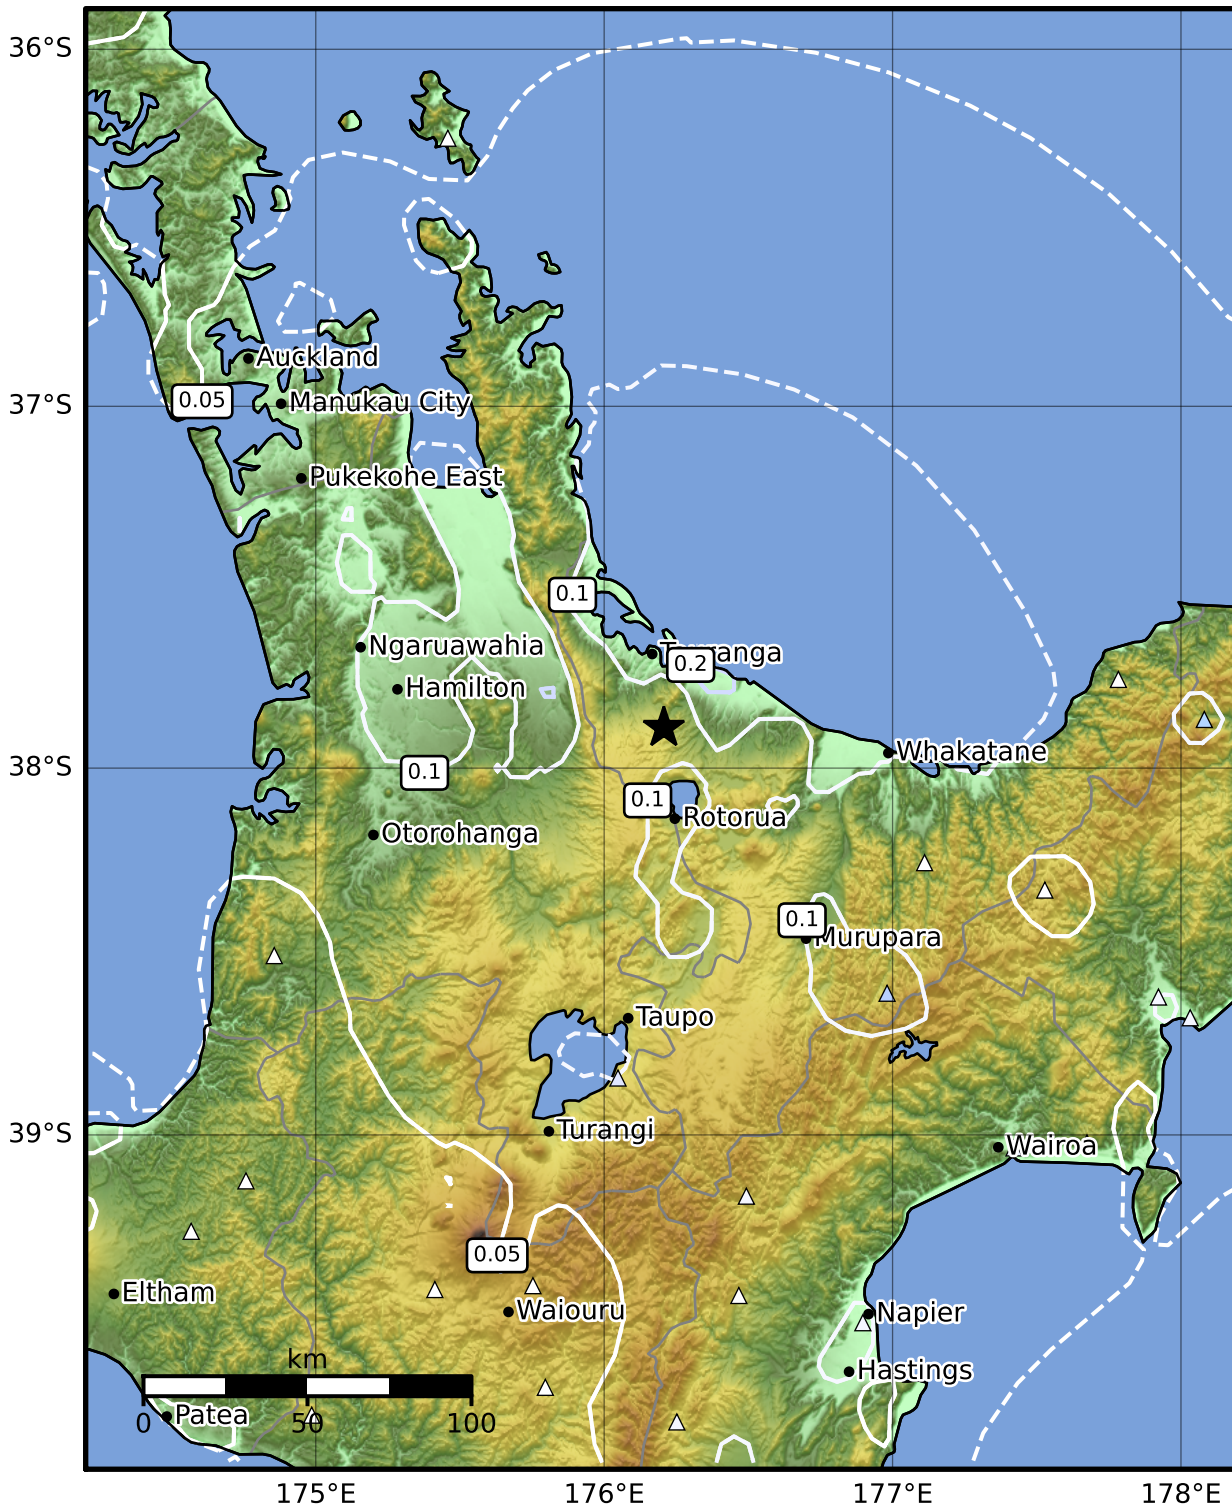 36°S
Auckland
0.05
Manukau City
37°S
Pukekohe East
0.1
Ngaruawahia
Tauranga
0.2
Hamilton
Whakatane
38°S
0.1
0.1
Rotorua
Otorohanga
0.1
Murupara
Taupo
Turangi
39°S
Wairoa
0.05
Eltham
Waiouru
Napier
km
Hastings
Patea
0 50 100
175°E 176°E 177°E 178°E